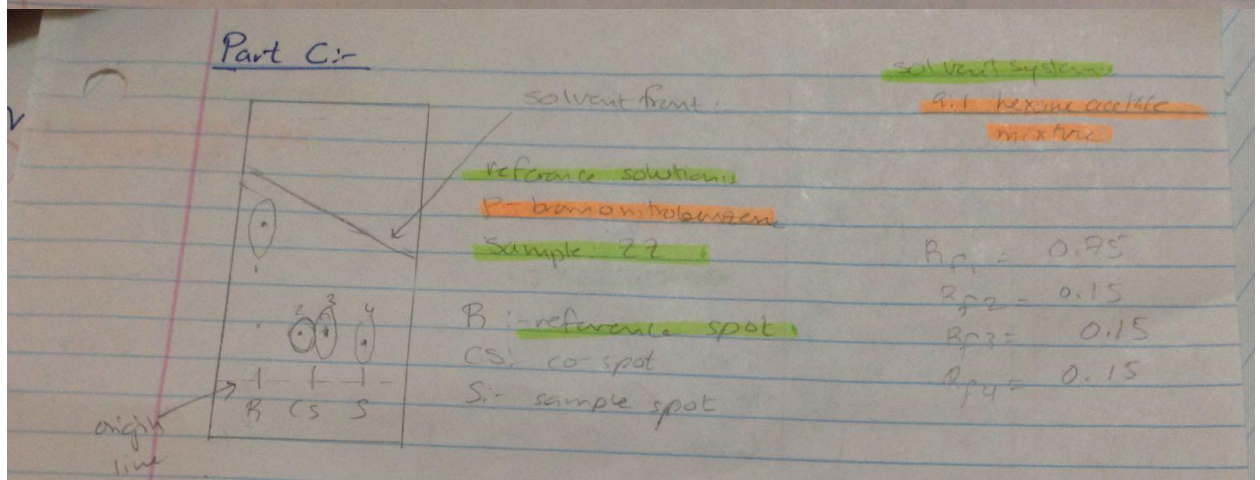 Part C:-
solvent system:
solvent front.
9:1 hexane acetate
mixture
reference solution:
P-bromonitrobenzene
Sample: 22
Rf1 = 0.75
Rf2 = 0.15
R :- reference spot.
Rf3 = 0.15
CS:- co-spot
Rf4 = 0.15
S:- sample spot
1
2
3
4
R CS S
origin
line